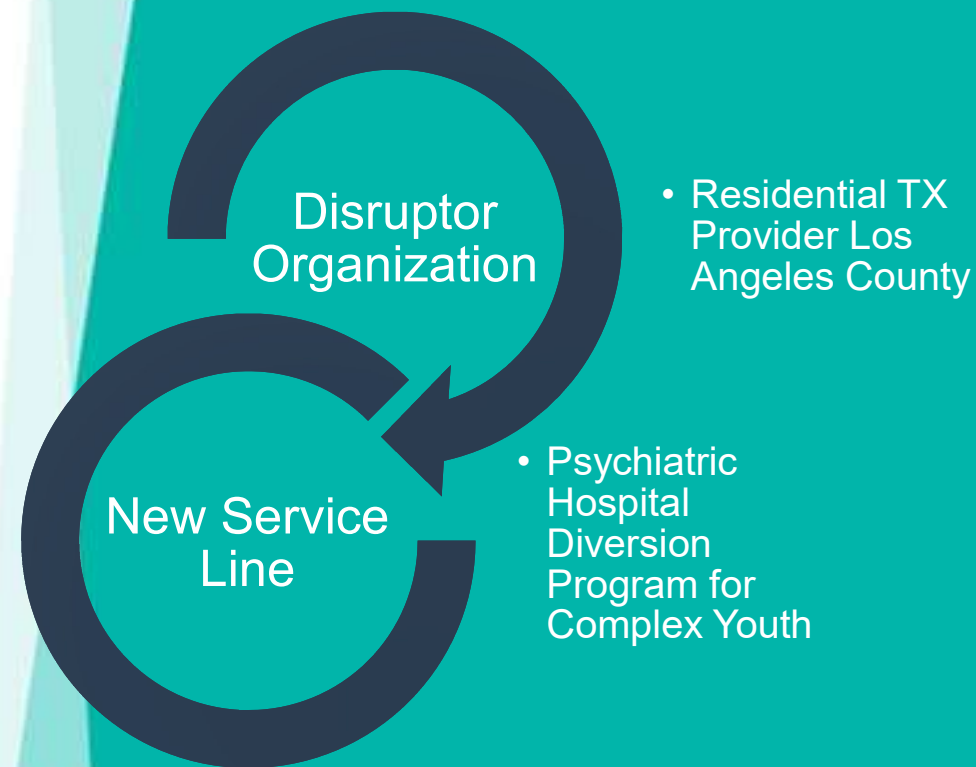 Disruptor
Organization
• Residential TX
Provider Los
Angeles County
New Service
Line
• Psychiatric
Hospital
Diversion
Program for
Complex Youth